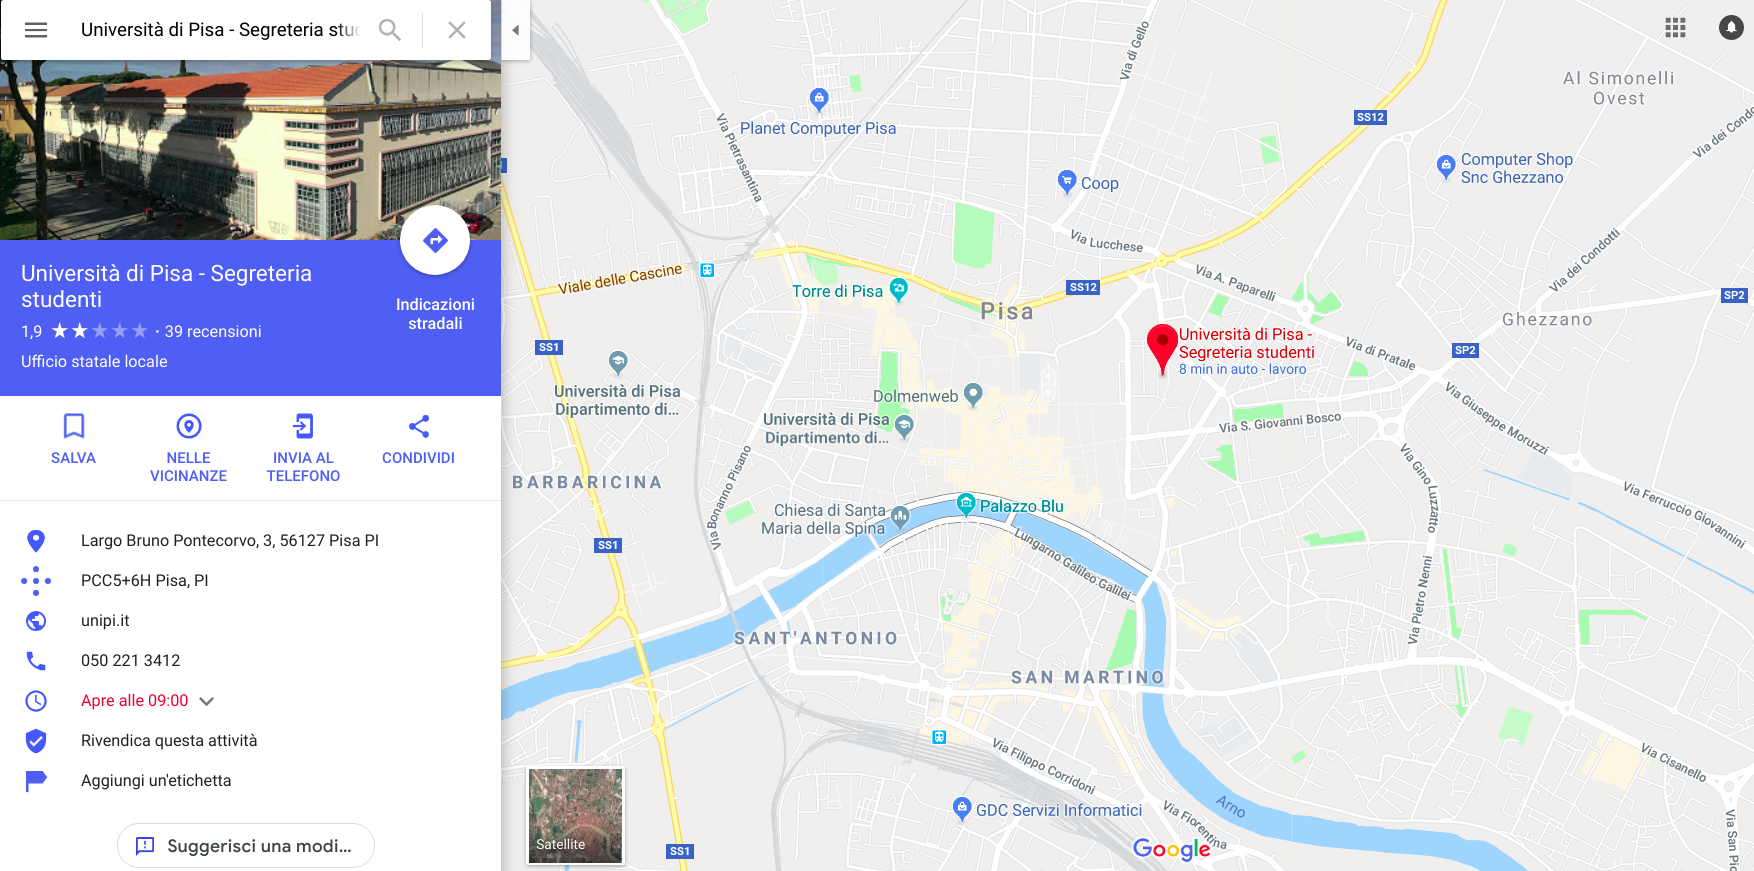 Università di Pisa - Segreteria stud
Università di Pisa - Segreteria
studenti
1,9 · 39 recensioni
Ufficio statale locale
Indicazioni
stradali
SALVA
NELLE
VICINANZE
INVIA AL
TELEFONO
CONDIVIDI
Largo Bruno Pontecorvo, 3, 56127 Pisa PI
PCC5+6H Pisa, PI
unipi.it
050 221 3412
Apre alle 09:00
Rivendica questa attività
Aggiungi un'etichetta
Suggerisci una modi...
Via di Gello
Al Simonelli
Ovest
SS12
Planet Computer Pisa
Via Pietrasantina
Via dei Condo
Computer Shop
Snc Ghezzano
Coop
Via Lucchese
Via dei Condotti
Viale delle Cascine
Via A. Paparelli
Torre di Pisa
SS12
SP2
Pisa
Ghezzano
Università di Pisa -
Segreteria studenti
8 min in auto - lavoro
SS1
Via di Pratale
SP2
Università di Pisa
Dipartimento di...
Dolmenweb
Università di Pisa
Dipartimento di...
Via S. Giovanni Bosco
Via Giuseppe Moruzzi
BARBARICINA
Via Bonanno Pisano
Via Gino Luzzatto
Via Ferruccio Giovannini
Chiesa di Santa
Maria della Spina
Palazzo Blu
SS1
Lungarno Galileo Galilei
Via Pietro Nenni
SANT'ANTONIO
SAN MARTINO
Via Filippo Corridoni
Via Cisanello
GDC Servizi Informatici
Arno
Via Fiorentina
Via San Pio
Satellite
SS1
Google